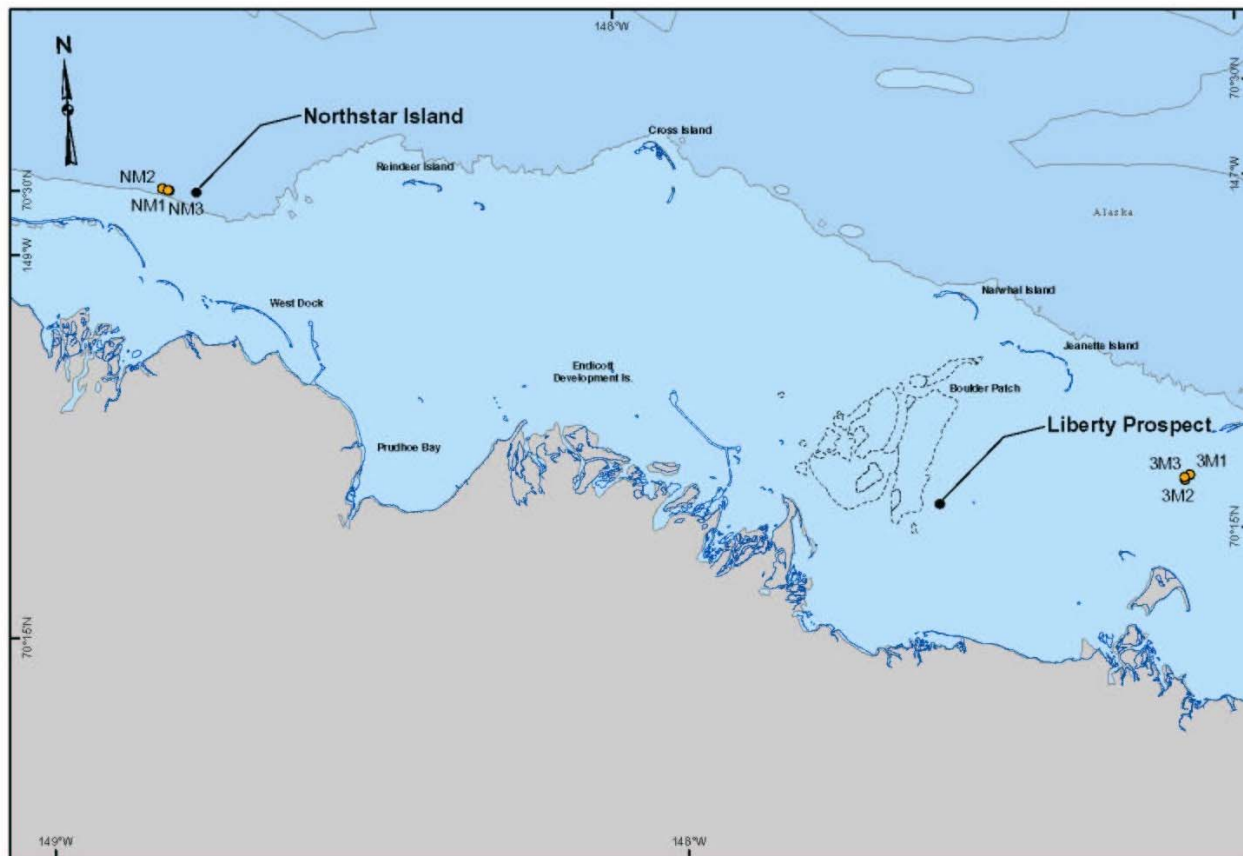 148°W
N
70°30'N
Northstar Island
Cross Island
Reindeer Island
NM2
NM1 NM3
70°30'N
147°W
Alaska
149°W
West Dock
Narwhal Island
Jeanette Island
Endicott
Development Is.
Boulder Patch
Liberty Prospect
Prudhoe Bay
3M3 3M1
3M2
70°15'N
70°15'N
149°W
148°W